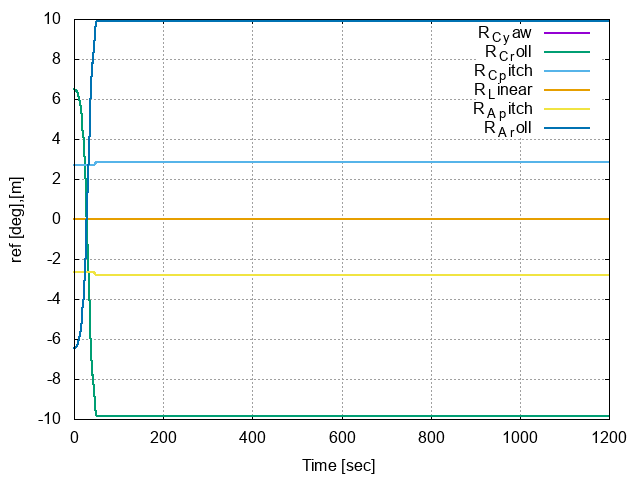 10
8
6
4
2
0
-2
-4
-6
-8
-10
0 200 400 600 800 1000 1200
ref [deg],[m]
Time [sec]
R_Cyaw
R_Croll
R_Cpitch
R_Linear
R_Apitch
R_Aroll